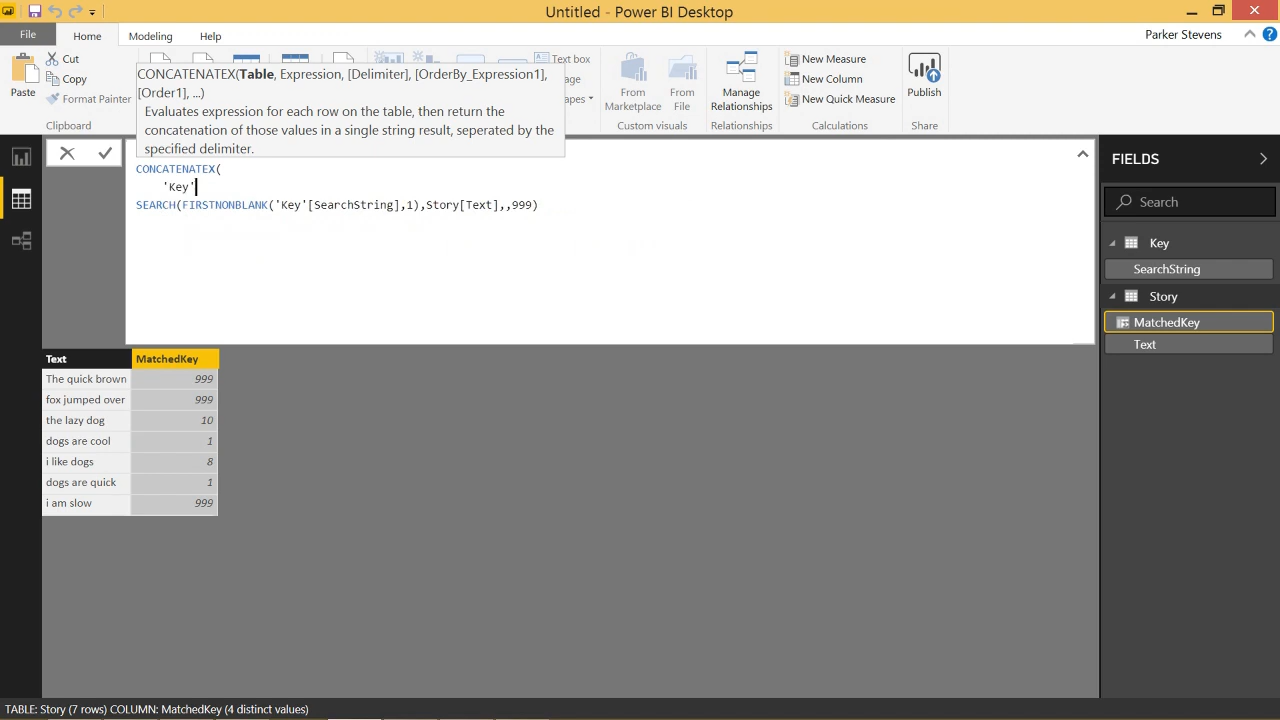 Untitled - Power BI Desktop
File
Home
Modeling
Help
Parker Stevens
Paste
Cut
Copy
Format Painter
Clipboard
CONCATENATEX(Table, Expression, [Delimiter], [OrderBy_Expression1],
[Order1], ...)
Evaluates expression for each row on the table, then return the
concatenation of those values in a single string result, seperated by the
specified delimiter.
Text box
age
apes
From
Marketplace
From
File
Custom visuals
Manage
Relationships
Relationships
New Measure
New Column
New Quick Measure
Calculations
Publish
Share
CONCATENATEX(
'Key'
SEARCH(FIRSTNONBLANK('Key'[SearchString],1),Story[Text],,999)
Text MatchedKey
The quick brown 999
fox jumped over 999
the lazy dog 10
dogs are cool 1
i like dogs 8
dogs are quick 1
i am slow 999
FIELDS
Search
Key
SearchString
Story
MatchedKey
Text
TABLE: Story (7 rows) COLUMN: MatchedKey (4 distinct values)